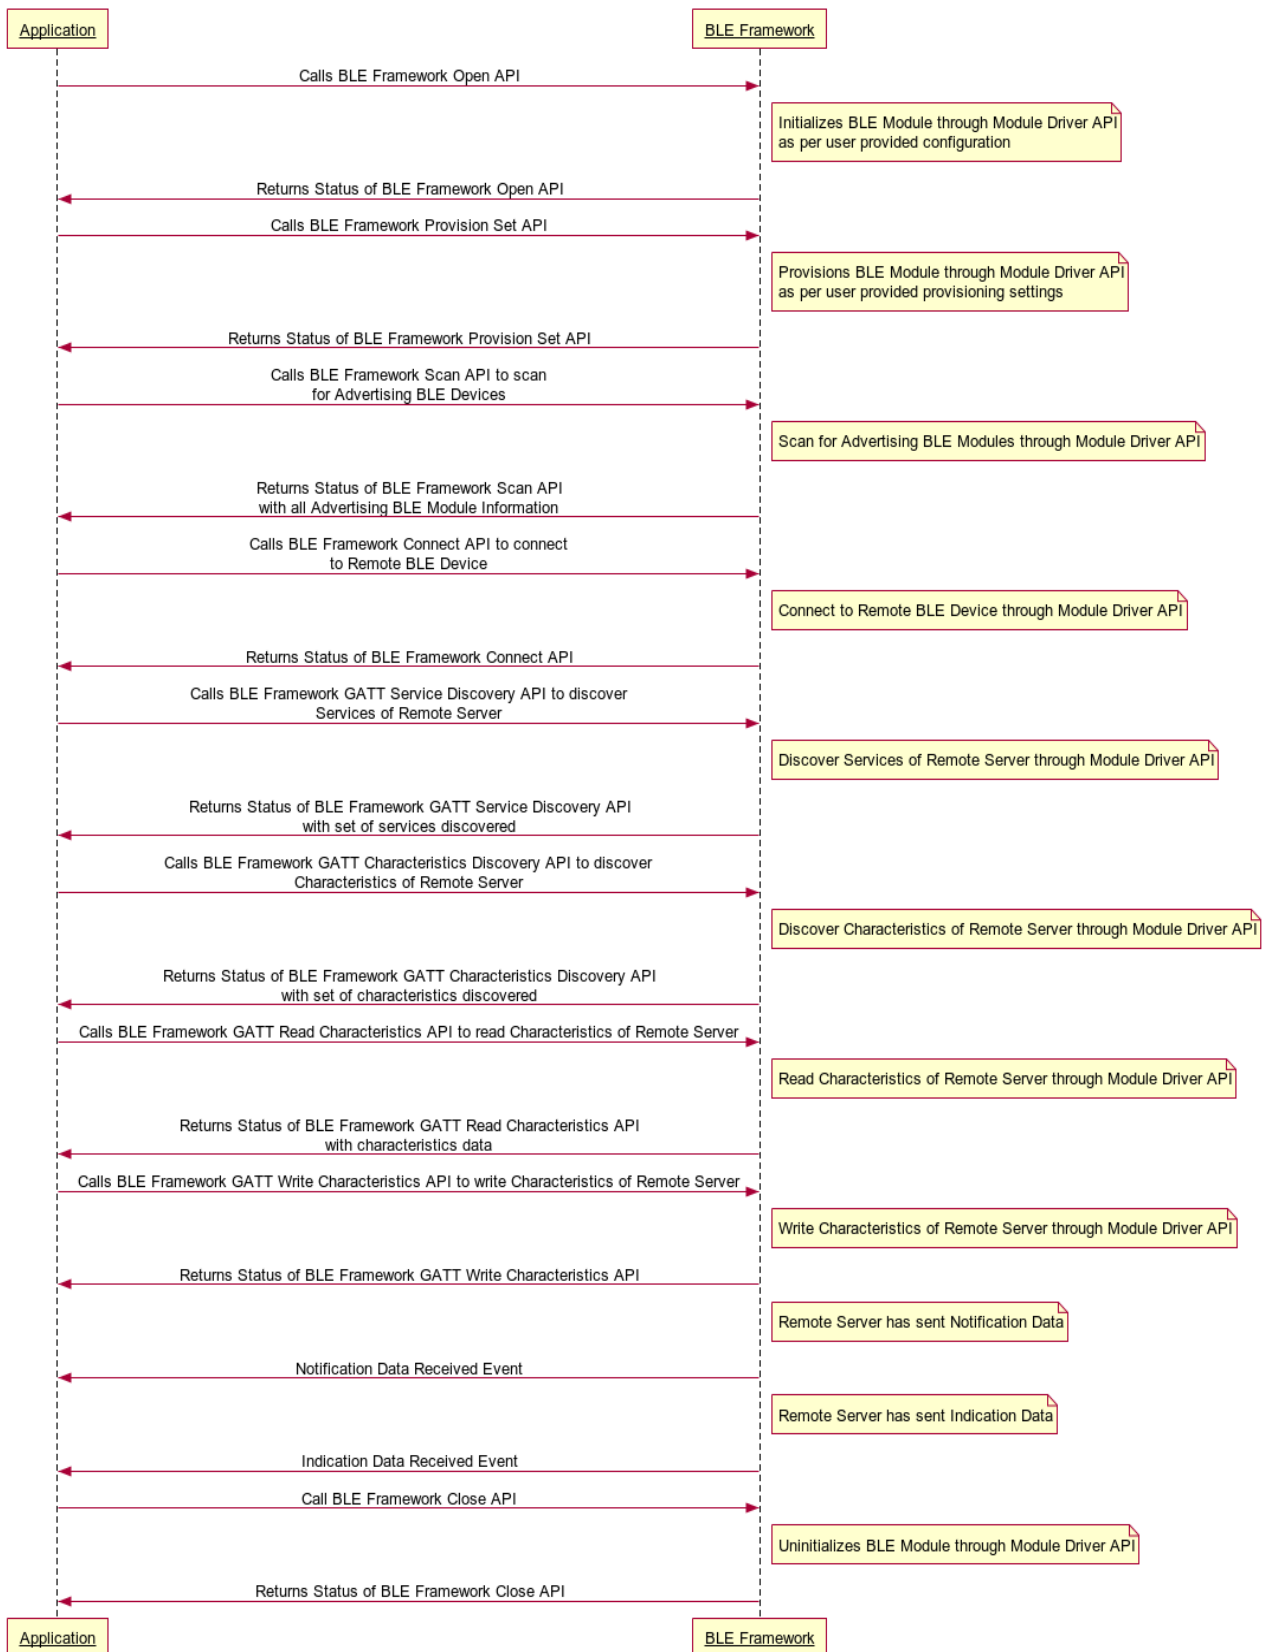 Application
BLE Framework
Calls BLE Framework Open API
Initializes BLE Module through Module Driver API
as per user provided configuration
Returns Status of BLE Framework Open API
Calls BLE Framework Provision Set API
Provisions BLE Module through Module Driver API
as per user provided provisioning settings
Returns Status of BLE Framework Provision Set API
Calls BLE Framework Scan API to scan
for Advertising BLE Devices
Scan for Advertising BLE Modules through Module Driver API
Returns Status of BLE Framework Scan API
with all Advertising BLE Module Information
Calls BLE Framework Connect API to connect
to Remote BLE Device
Connect to Remote BLE Device through Module Driver API
Returns Status of BLE Framework Connect API
Calls BLE Framework GATT Service Discovery API to discover
Services of Remote Server
Discover Services of Remote Server through Module Driver API
Returns Status of BLE Framework GATT Service Discovery API
with set of services discovered
Calls BLE Framework GATT Characteristics Discovery API to discover
Characteristics of Remote Server
Discover Characteristics of Remote Server through Module Driver API
Returns Status of BLE Framework GATT Characteristics Discovery API
with set of characteristics discovered
Calls BLE Framework GATT Read Characteristics API to read Characteristics of Remote Server
Read Characteristics of Remote Server through Module Driver API
Returns Status of BLE Framework GATT Read Characteristics API
with characteristics data
Calls BLE Framework GATT Write Characteristics API to write Characteristics of Remote Server
Write Characteristics of Remote Server through Module Driver API
Returns Status of BLE Framework GATT Write Characteristics API
Remote Server has sent Notification Data
Notification Data Received Event
Remote Server has sent Indication Data
Indication Data Received Event
Call BLE Framework Close API
Uninitializes BLE Module through Module Driver API
Returns Status of BLE Framework Close API
Application
BLE Framework